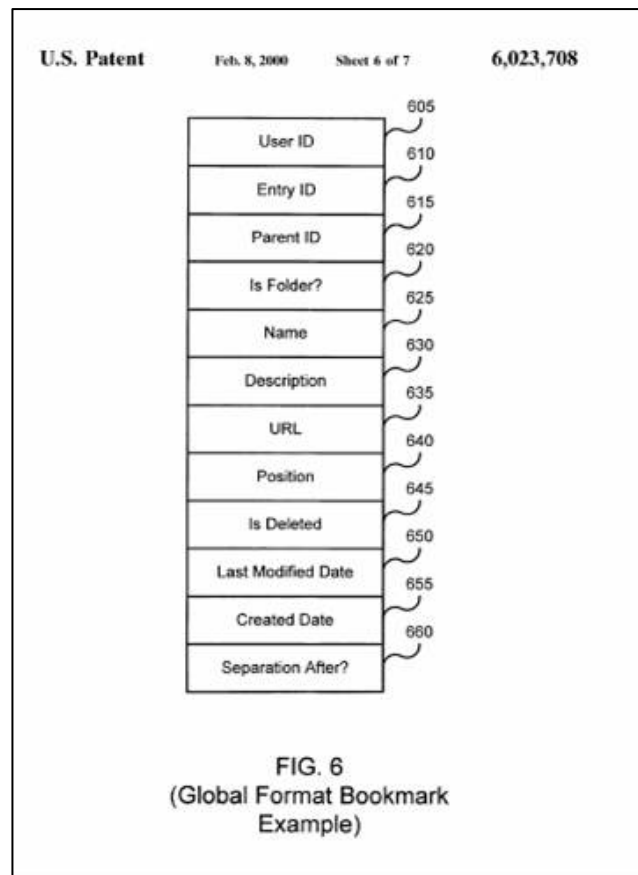 U.S. Patent Feb. 8, 2000 Sheet 6 of 7 6,023,708
605
User ID
610
Entry ID
615
Parent ID
620
Is Folder?
625
Name
630
Description
635
URL
640
Position
645
Is Deleted
650
Last Modified Date
655
Created Date
660
Separation After?
FIG. 6
(Global Format Bookmark
Example)